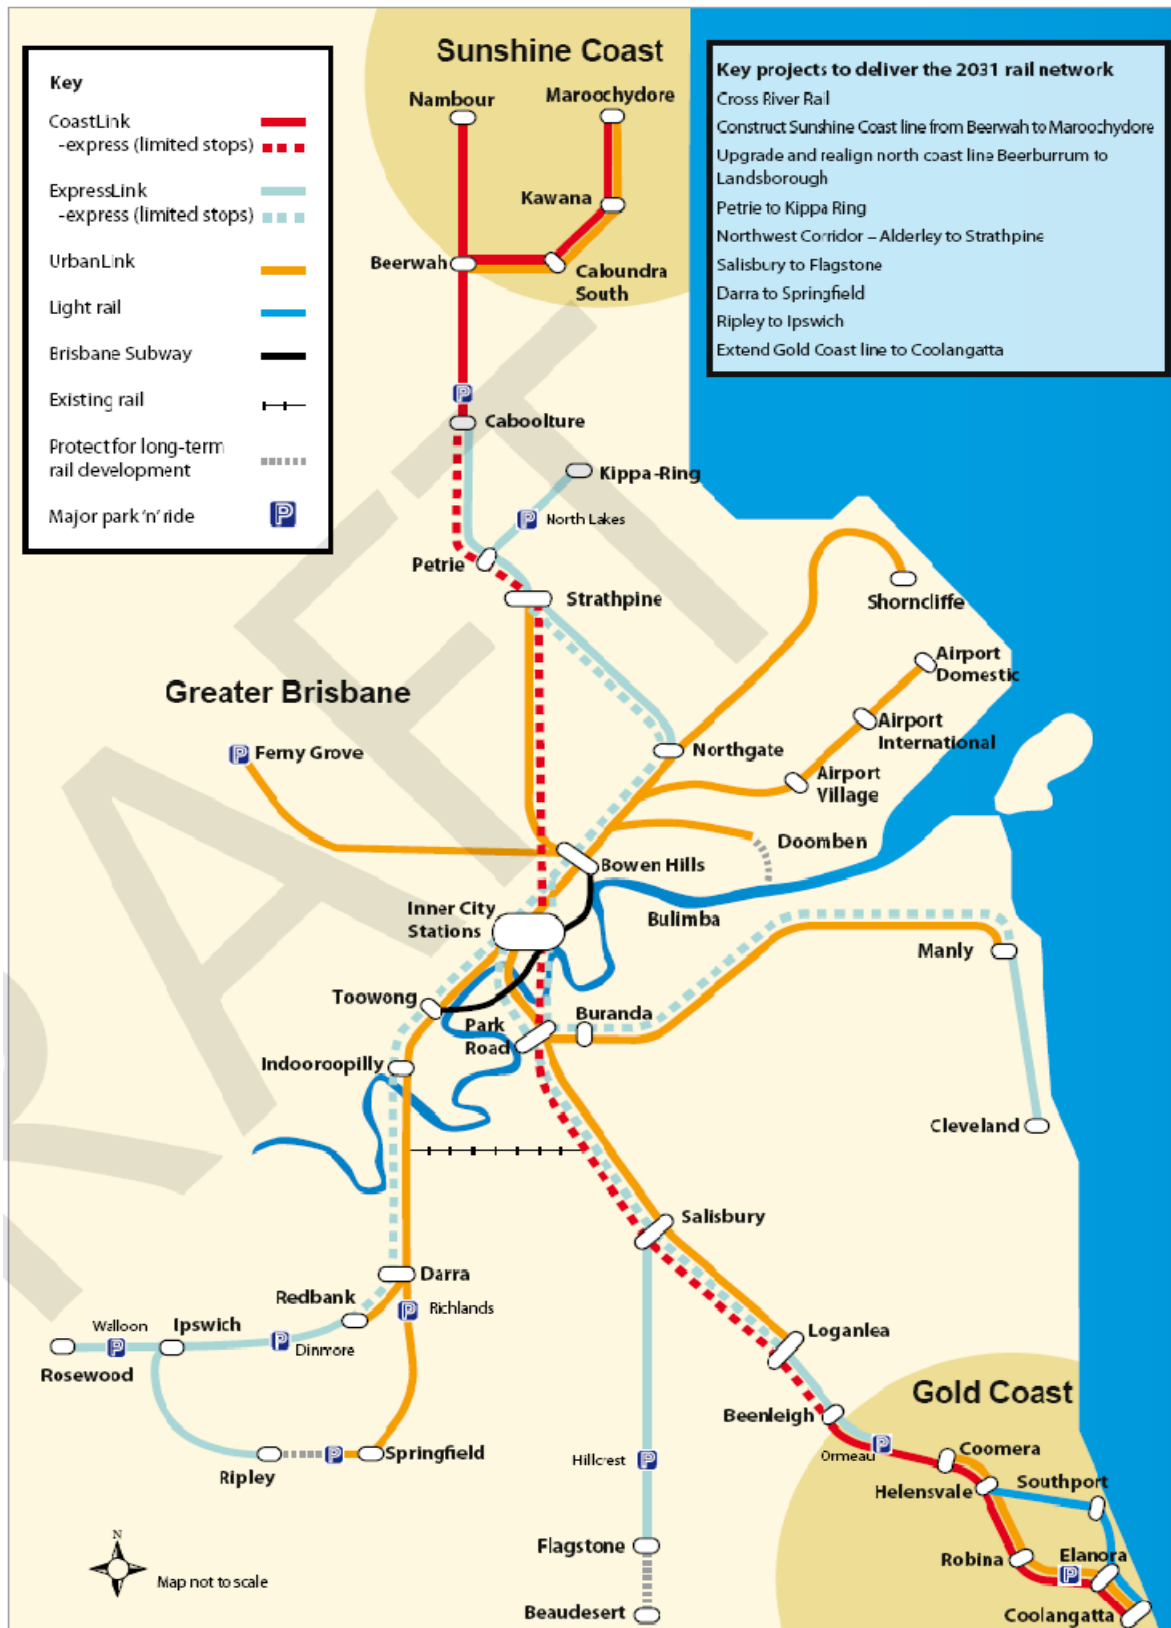 Sunshine Coast
Key
CoastLink
-express (limited stops)
ExpressLink
-express (limited stops)
UrbanLink
Light rail
Brisbane Subway
Existing rail
Protect for long-term
rail development
Major park 'n' ride
P
Key projects to deliver the 2031 rail network
Cross River Rail
Construct Sunshine Coast line from Beerwah to Maroochydore
Upgrade and realign north coast line Beerburrum to
Landsborough
Petrie to Kippa Ring
Northwest Corridor – Alderley to Strathpine
Salisbury to Flagstone
Darra to Springfield
Ripley to Ipswich
Extend Gold Coast line to Coolangatta
Nambour
Maroochydore
Kawana
Beerwah
Caloundra
South
P
Caboolture
Kippa-Ring
P
North Lakes
Petrie
Strathpine
Shorncliffe
Airport
Domestic
Greater Brisbane
Airport
International
Northgate
P
Ferny Grove
Airport
Village
Doomben
Bowen Hills
Inner City
Stations
Bulimba
Manly
Toowong
Buranda
Park
Road
Indooroopilly
Cleveland
Salisbury
Darra
Redbank
P
Richlands
Walloon
P
Ipswich
P
Dinmore
Rosewood
Loganlea
Gold Coast
Beenleigh
P
Ormeau
Coomera
Springfield
P
Ripley
Hillcrest
P
Helensvale
Southport
Flagstone
Robina
P
Elanora
Beaudesert
Coolangatta
N
Map not to scale
DRAFT